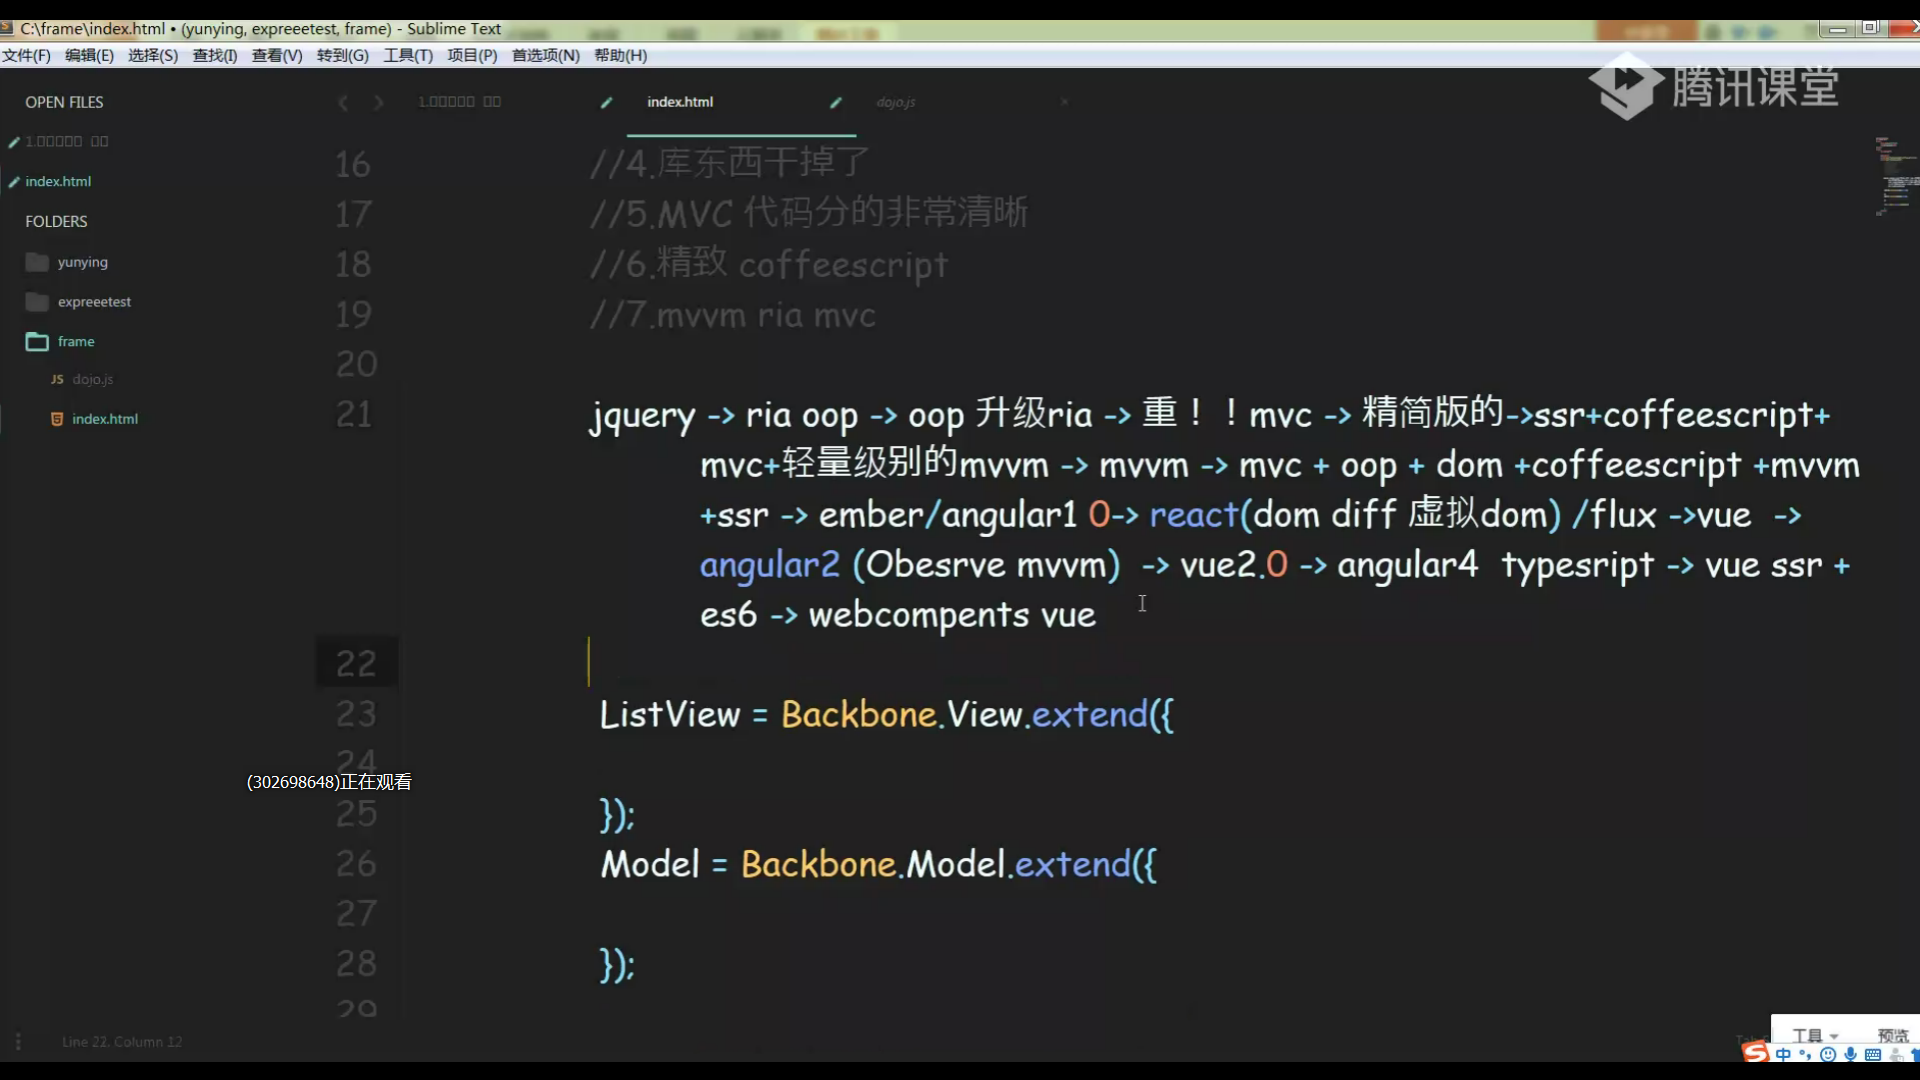 C:\frame\index.html • (yunying, expreeetest, frame) - Sublime Text
文件(F) 编辑(E) 选择(S) 查找(I) 查看(V) 转到(G) 工具(T) 项目(P) 首选项(N) 帮助(H)
腾讯课堂
OPEN FILES
index.html
FOLDERS
yunying
expreeetest
frame
JS dojo.js
index.html
index.html
dojo.js
16 //4.库东西干掉了
17 //5.MVC 代码分的非常清晰
18 //6.精致 coffeescript
19 //7.mvvm ria mvc
20
21 jquery -> ria oop -> oop 升级ria -> 重！！mvc -> 精简版的->ssr+coffeescript+
mvc+轻量级别的mvvm -> mvvm -> mvc + oop + dom +coffeescript +mvvm
+ssr -> ember/angular1 0-> react(dom diff 虚拟dom) /flux ->vue ->
angular2 (Obesrve mvvm) -> vue2.0 -> angular4 typesript -> vue ssr +
es6 -> webcompents vue
22
23 ListView = Backbone.View.extend({
24
(302698648)正在观看
25 });
26 Model = Backbone.Model.extend({
27
28 });
29
Line 22, Column 12
工具 预览
中